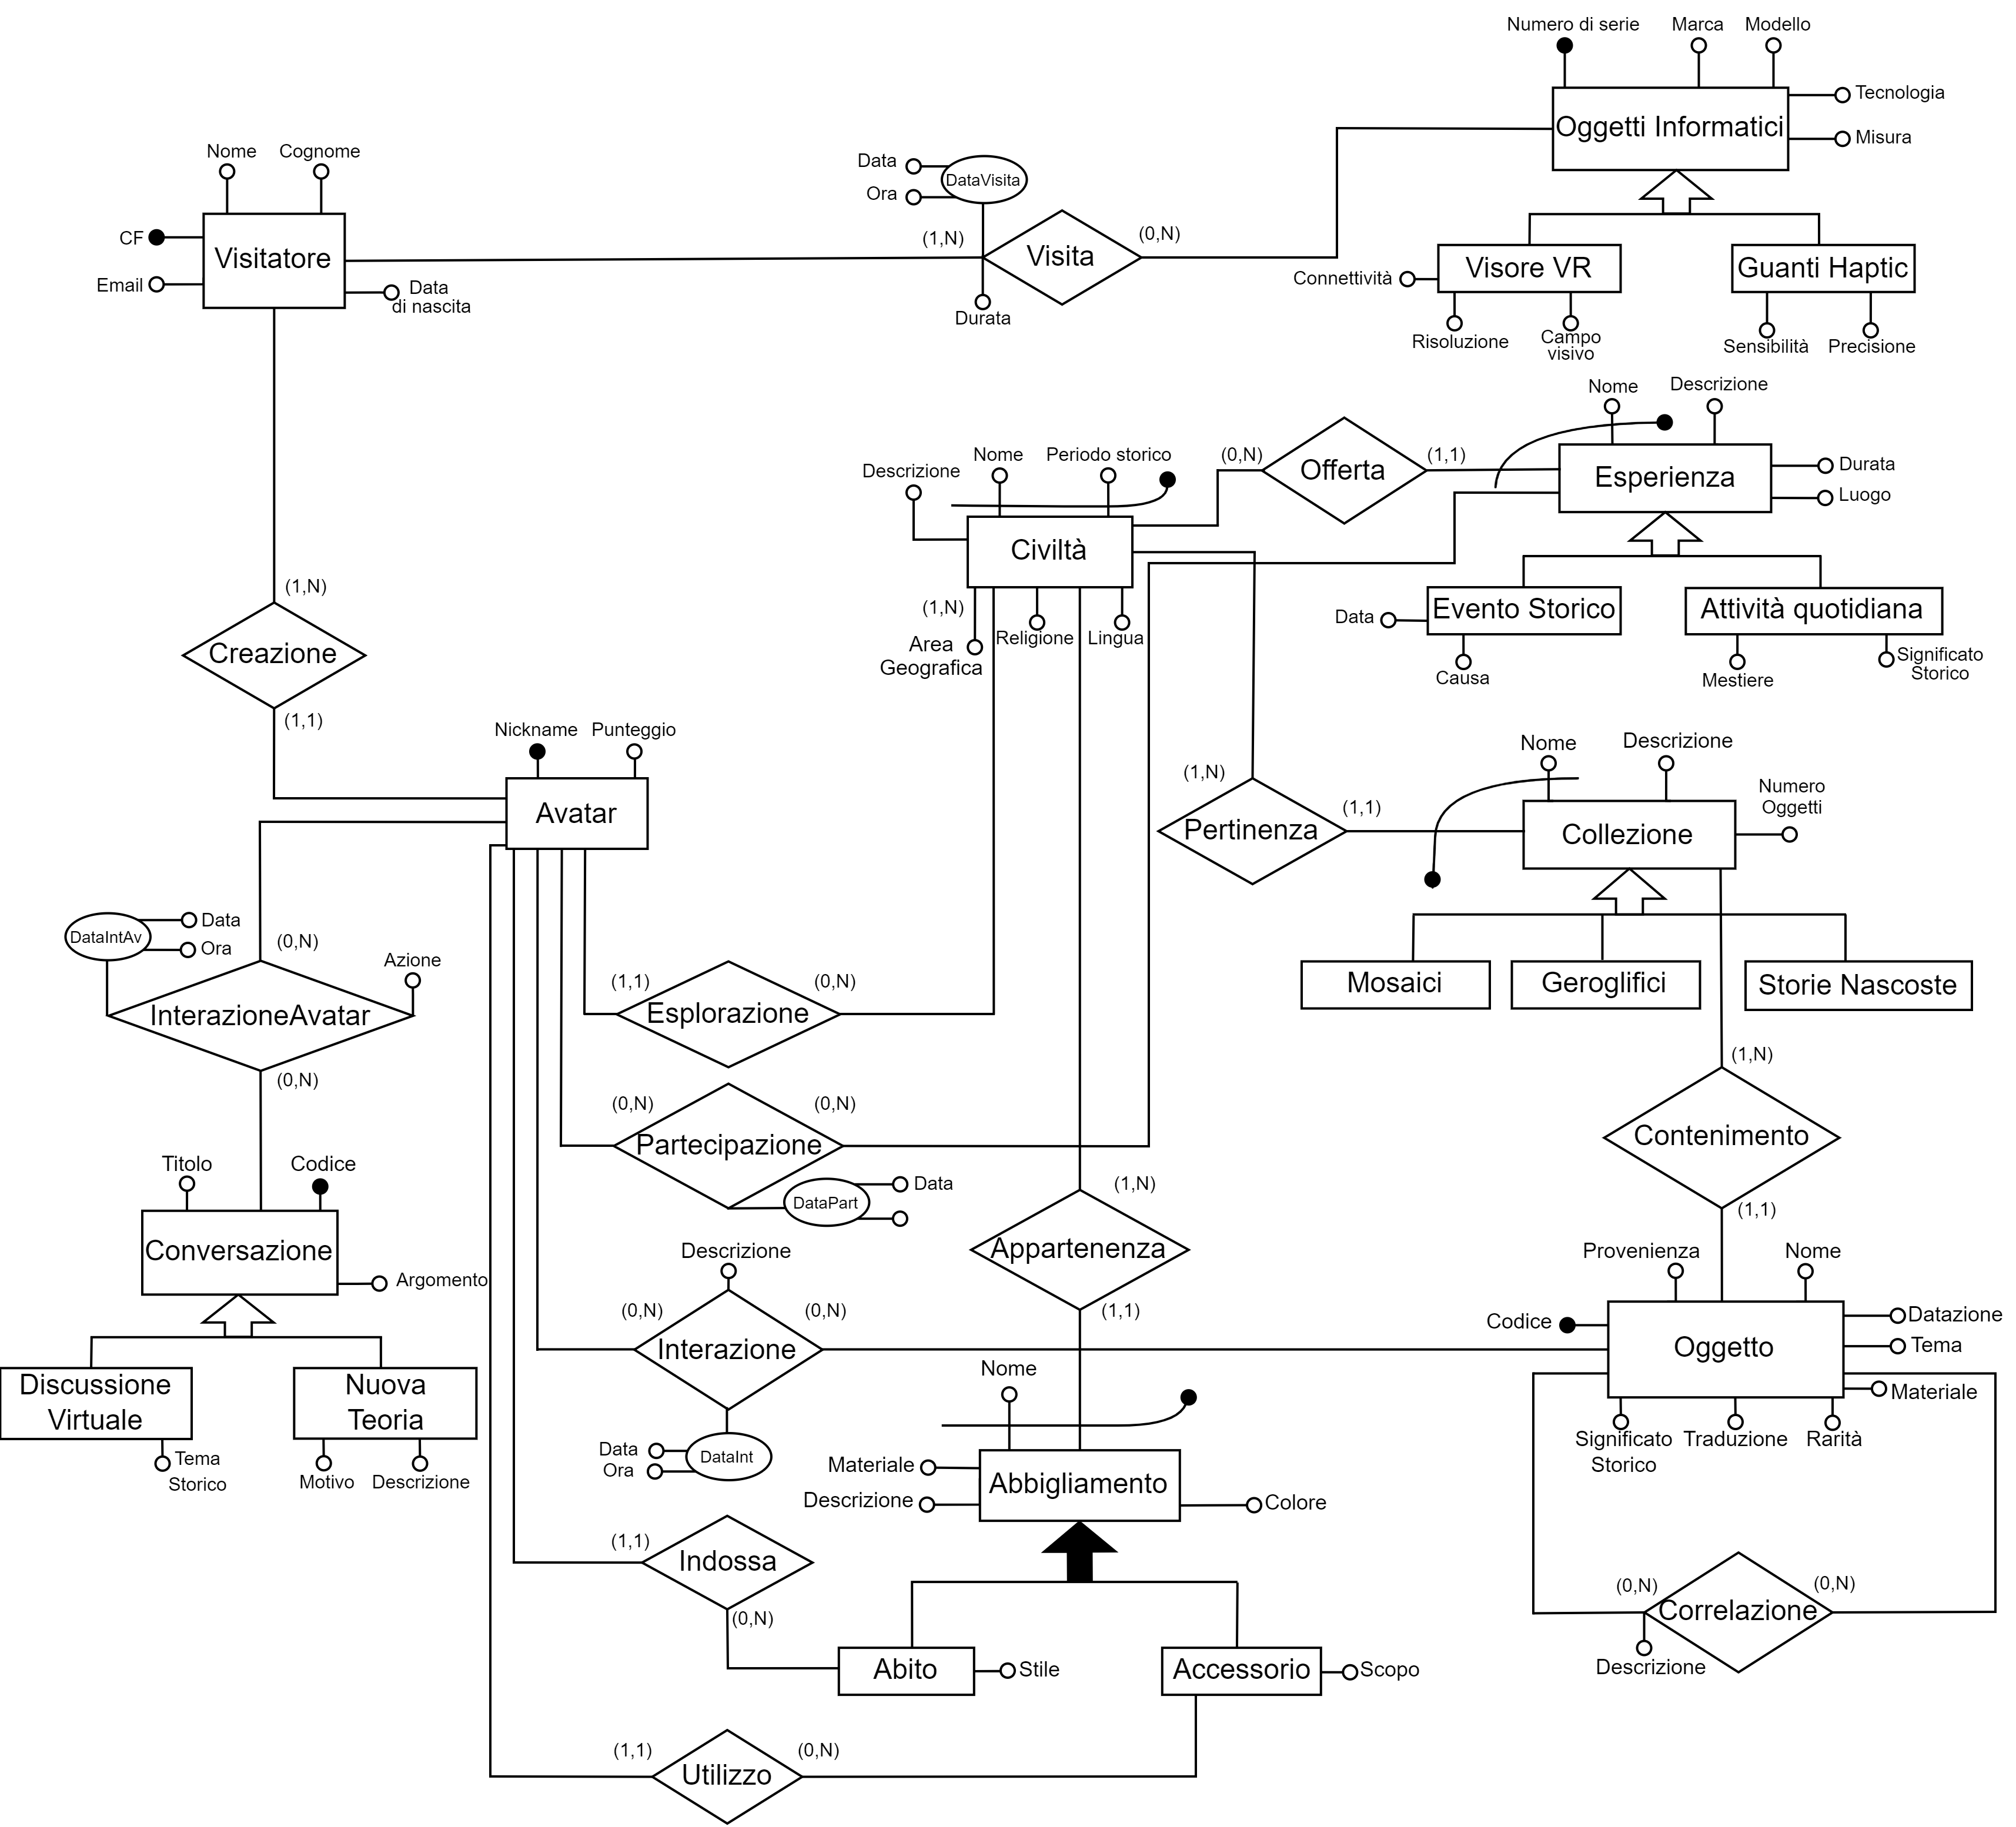 Numero di serie
Marca
Modello
Tecnologia
Misura
Oggetti Informatici
Nome
Cognome
CF
Email
Visitatore
Data
di nascita
Data
Ora
DataVisita
(1,N)
Visita
(0,N)
Durata
Connettività
Visore VR
Guanti Haptic
Risoluzione
Campo
visivo
Sensibilità
Precisione
Nome
Descrizione
Descrizione
Nome
Periodo storico
(0,N)
Offerta
(1,1)
Esperienza
Durata
Luogo
Civiltà
(1,N)
Area
Geografica
Religione
Lingua
Data
Evento Storico
Attività quotidiana
Causa
Mestiere
Significato
Storico
(1,N)
Creazione
(1,1)
Nickname
Punteggio
Avatar
(1,N)
Pertinenza
(1,1)
Nome
Descrizione
Numero
Oggetti
Collezione
Mosaici
Geroglifici
Storie Nascoste
DataIntAv
Data
Ora
(0,N)
Azione
InterazioneAvatar
(0,N)
(1,1)
Esplorazione
(0,N)
(0,N)
Partecipazione
(0,N)
DataPart
Data
(1,N)
Contenimento
(1,1)
Titolo
Codice
Conversazione
Argomento
Discussione
Virtuale
Nuova
Teoria
Tema
Storico
Motivo
Descrizione
Descrizione
(0,N)
Interazione
(0,N)
Data
Ora
DataInt
(1,N)
Appartenenza
(1,1)
Nome
Materiale
Descrizione
Abbigliamento
Colore
Provenienza
Nome
Codice
Oggetto
Datazione
Tema
Materiale
Significato
Storico
Traduzione
Rarità
(0,N)
Correlazione
(0,N)
Descrizione
(1,1)
Indossa
(0,N)
Abito
Stile
Accessorio
Scopo
(1,1)
Utilizzo
(0,N)